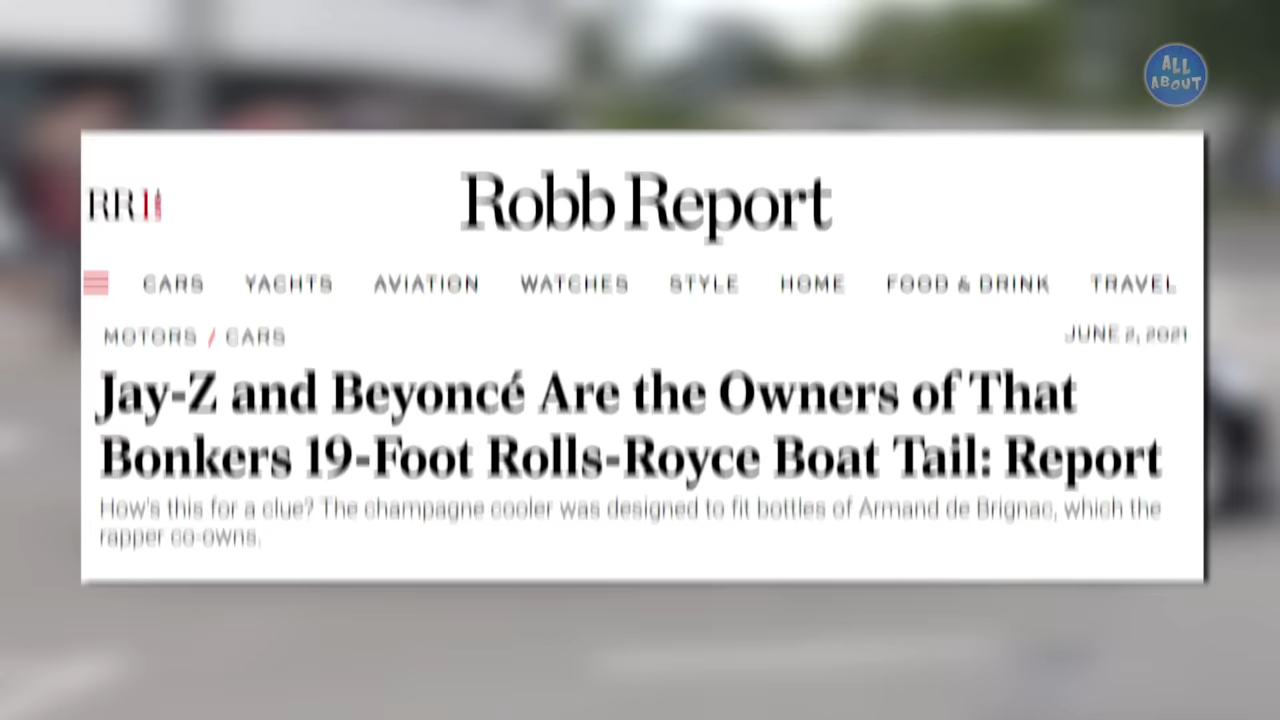 ALL
ABOUT
RR1
Robb Report
CARS YACHTS AVIATION WATCHES STYLE HOME FOOD & DRINK TRAVEL
MOTORS / CARS JUNE 2, 2021
Jay-Z and Beyoncé Are the Owners of That
Bonkers 19-Foot Rolls-Royce Boat Tail: Report
How's this for a clue? The champagne cooler was designed to fit bottles of Armand de Brignac, which the
rapper co-owns.